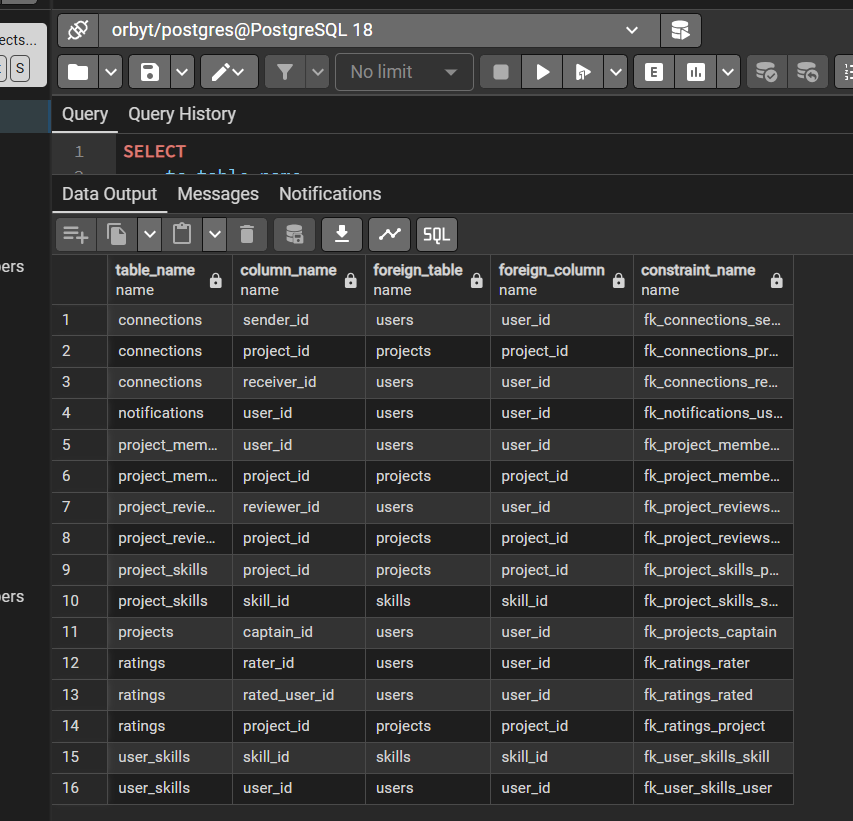 ects...
S
orbyt/postgres@PostgreSQL 18
No limit
E
Query Query History
1 SELECT
Data Output Messages Notifications
SQL
ers
table_name column_name foreign_table foreign_column constraint_name
name name name name name
1 connections sender_id users user_id fk_connections_se...
2 connections project_id projects project_id fk_connections_pr...
3 connections receiver_id users user_id fk_connections_re...
4 notifications user_id users user_id fk_notifications_us...
5 project_mem... user_id users user_id fk_project_membe...
6 project_mem... project_id projects project_id fk_project_membe...
7 project_revie... reviewer_id users user_id fk_project_reviews...
8 project_revie... project_id projects project_id fk_project_reviews...
9 project_skills project_id projects project_id fk_project_skills_p...
ers
10 project_skills skill_id skills skill_id fk_project_skills_s...
11 projects captain_id users user_id fk_projects_captain
12 ratings rater_id users user_id fk_ratings_rater
13 ratings rated_user_id users user_id fk_ratings_rated
14 ratings project_id projects project_id fk_ratings_project
15 user_skills skill_id skills skill_id fk_user_skills_skill
16 user_skills user_id users user_id fk_user_skills_user